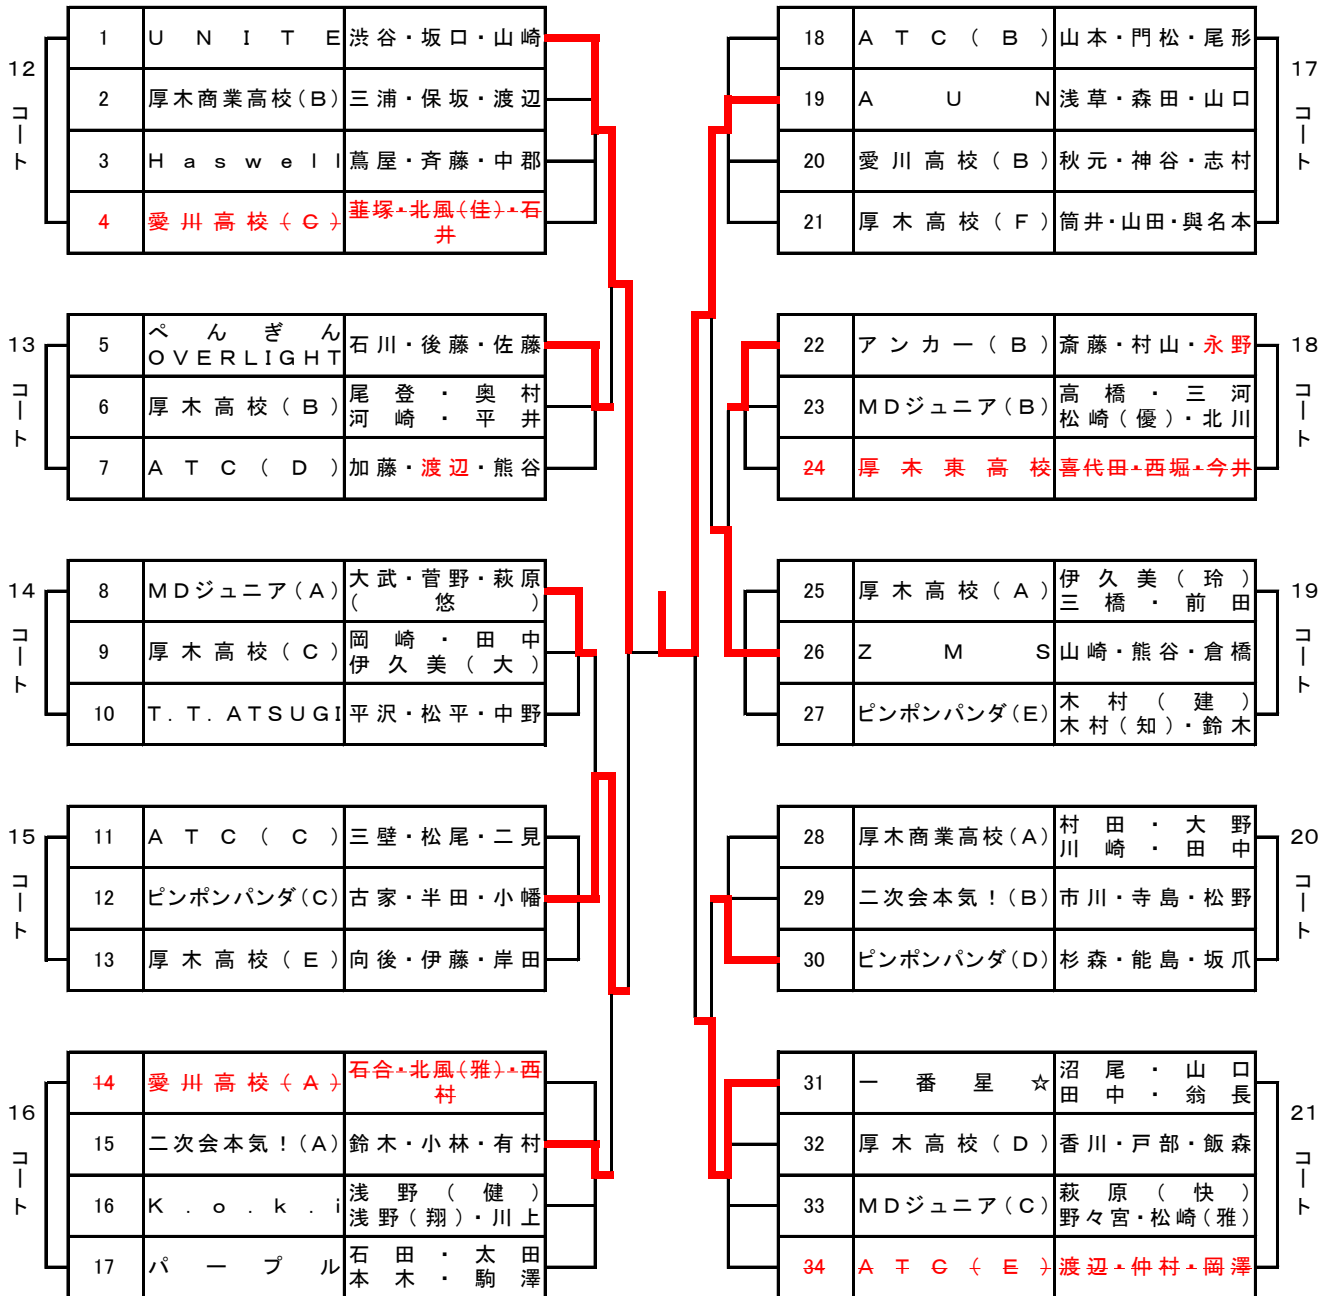 12コート
1 UNITE 渋谷・坂口・山崎
2 厚木商業高校(B) 三浦・保坂・渡辺
3 Haswell 蔦屋・斉藤・中郡
4 愛川高校(C) 韮塚・北風(佳)・石
井
13コート
5 ぺんぎん
OVERLIGHT 石川・後藤・佐藤
6 厚木高校(B) 尾登・奥村
河崎・平井
7 ATC(D) 加藤・渡辺・熊谷
14コート
8 MDジュニア(A) 大武・菅野・萩原
(悠)
9 厚木高校(C) 岡崎・田中
伊久美(大)
10 T.T.ATSUGI 平沢・松平・中野
15コート
11 ATC(C) 三壁・松尾・二見
12 ピンポンパンダ(C) 古家・半田・小幡
13 厚木高校(E) 向後・伊藤・岸田
16コート
14 愛川高校(A) 石合・北風(雅)・西
村
15 二次会本気！(A) 鈴木・小林・有村
16 K.o.k.i 浅野(健)
浅野(翔)・川上
17 パープル 石田・太田
本木・駒澤
17コート
18 ATC(B) 山本・門松・尾形
19 AUN 浅草・森田・山口
20 愛川高校(B) 秋元・神谷・志村
21 厚木高校(F) 筒井・山田・與名本
18コート
22 アンカー(B) 斎藤・村山・永野
23 MDジュニア(B) 高橋・三河
松崎(優)・北川
24 厚木東高校 喜代田・西堀・今井
19コート
25 厚木高校(A) 伊久美(玲)
三橋・前田
26 ZMS 山崎・熊谷・倉橋
27 ピンポンパンダ(E) 木村(建)
木村(知)・鈴木
20コート
28 厚木商業高校(A) 村田・大野
川崎・田中
29 二次会本気！(B) 市川・寺島・松野
30 ピンポンパンダ(D) 杉森・能島・坂爪
21コート
31 一番星☆ 沼尾・山口
田中・翁長
32 厚木高校(D) 香川・戸部・飯森
33 MDジュニア(C) 萩原(快)
野々宮・松崎(雅)
34 ATC(E) 渡辺・仲村・岡澤